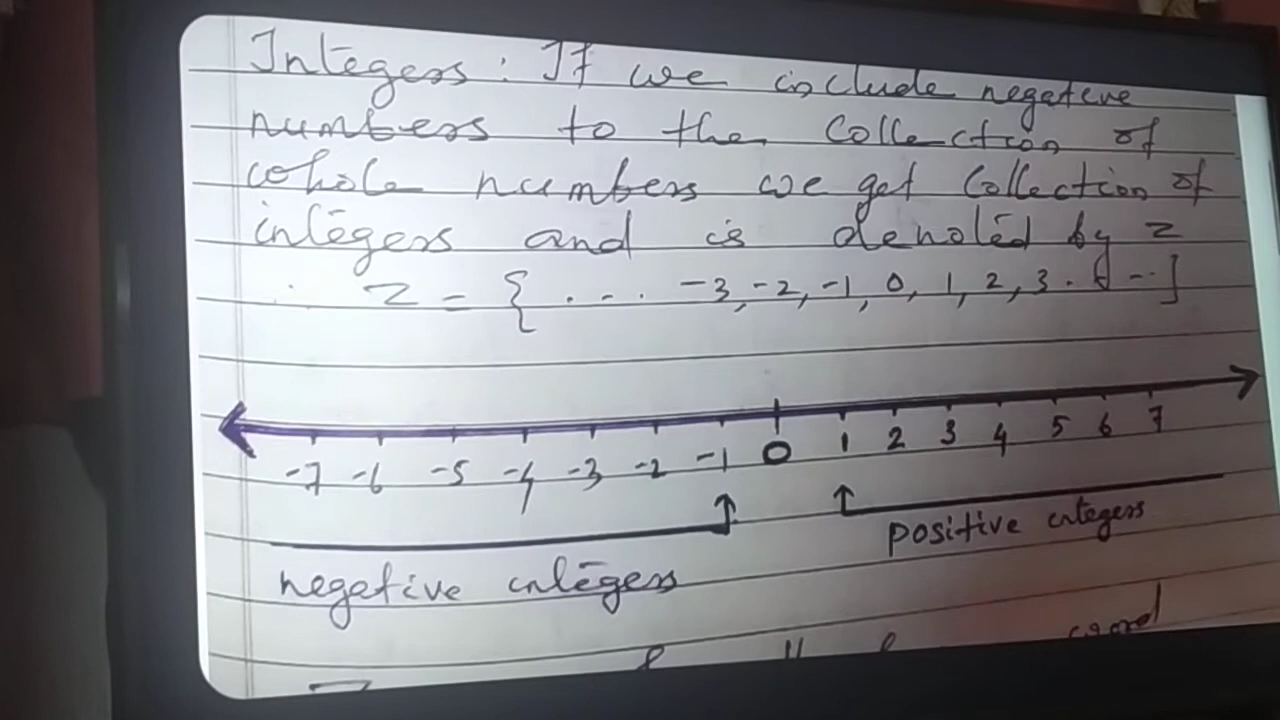 Integers : If we include negative
numbers to the collection of
whole numbers we get collection of
integers and is denoted by Z
Z = { . . . -3, -2, -1, 0, 1, 2, 3 . . . . }
-7 -6 -5 -4 -3 -2 -1 0 1 2 3 4 5 6 7
positive integers
negetive integers